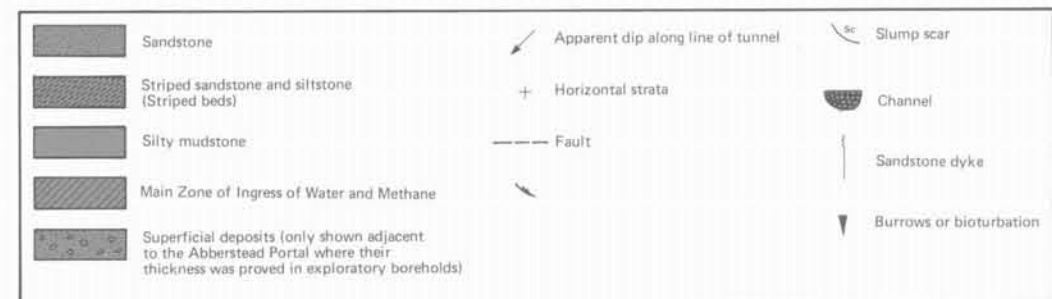 Sandstone
Striped sandstone and siltstone
(Striped beds)
Silty mudstone
Main Zone of Ingress of Water and Methane
Superficial deposits (only shown adjacent
to the Abberstead Portal where their
thickness was proved in exploratory boreholds)
Apparent dip along line of tunnel
Horizontal strata
Fault
Sc
Slump scar
Channel
Sandstone dyke
Burrows or bioturbation